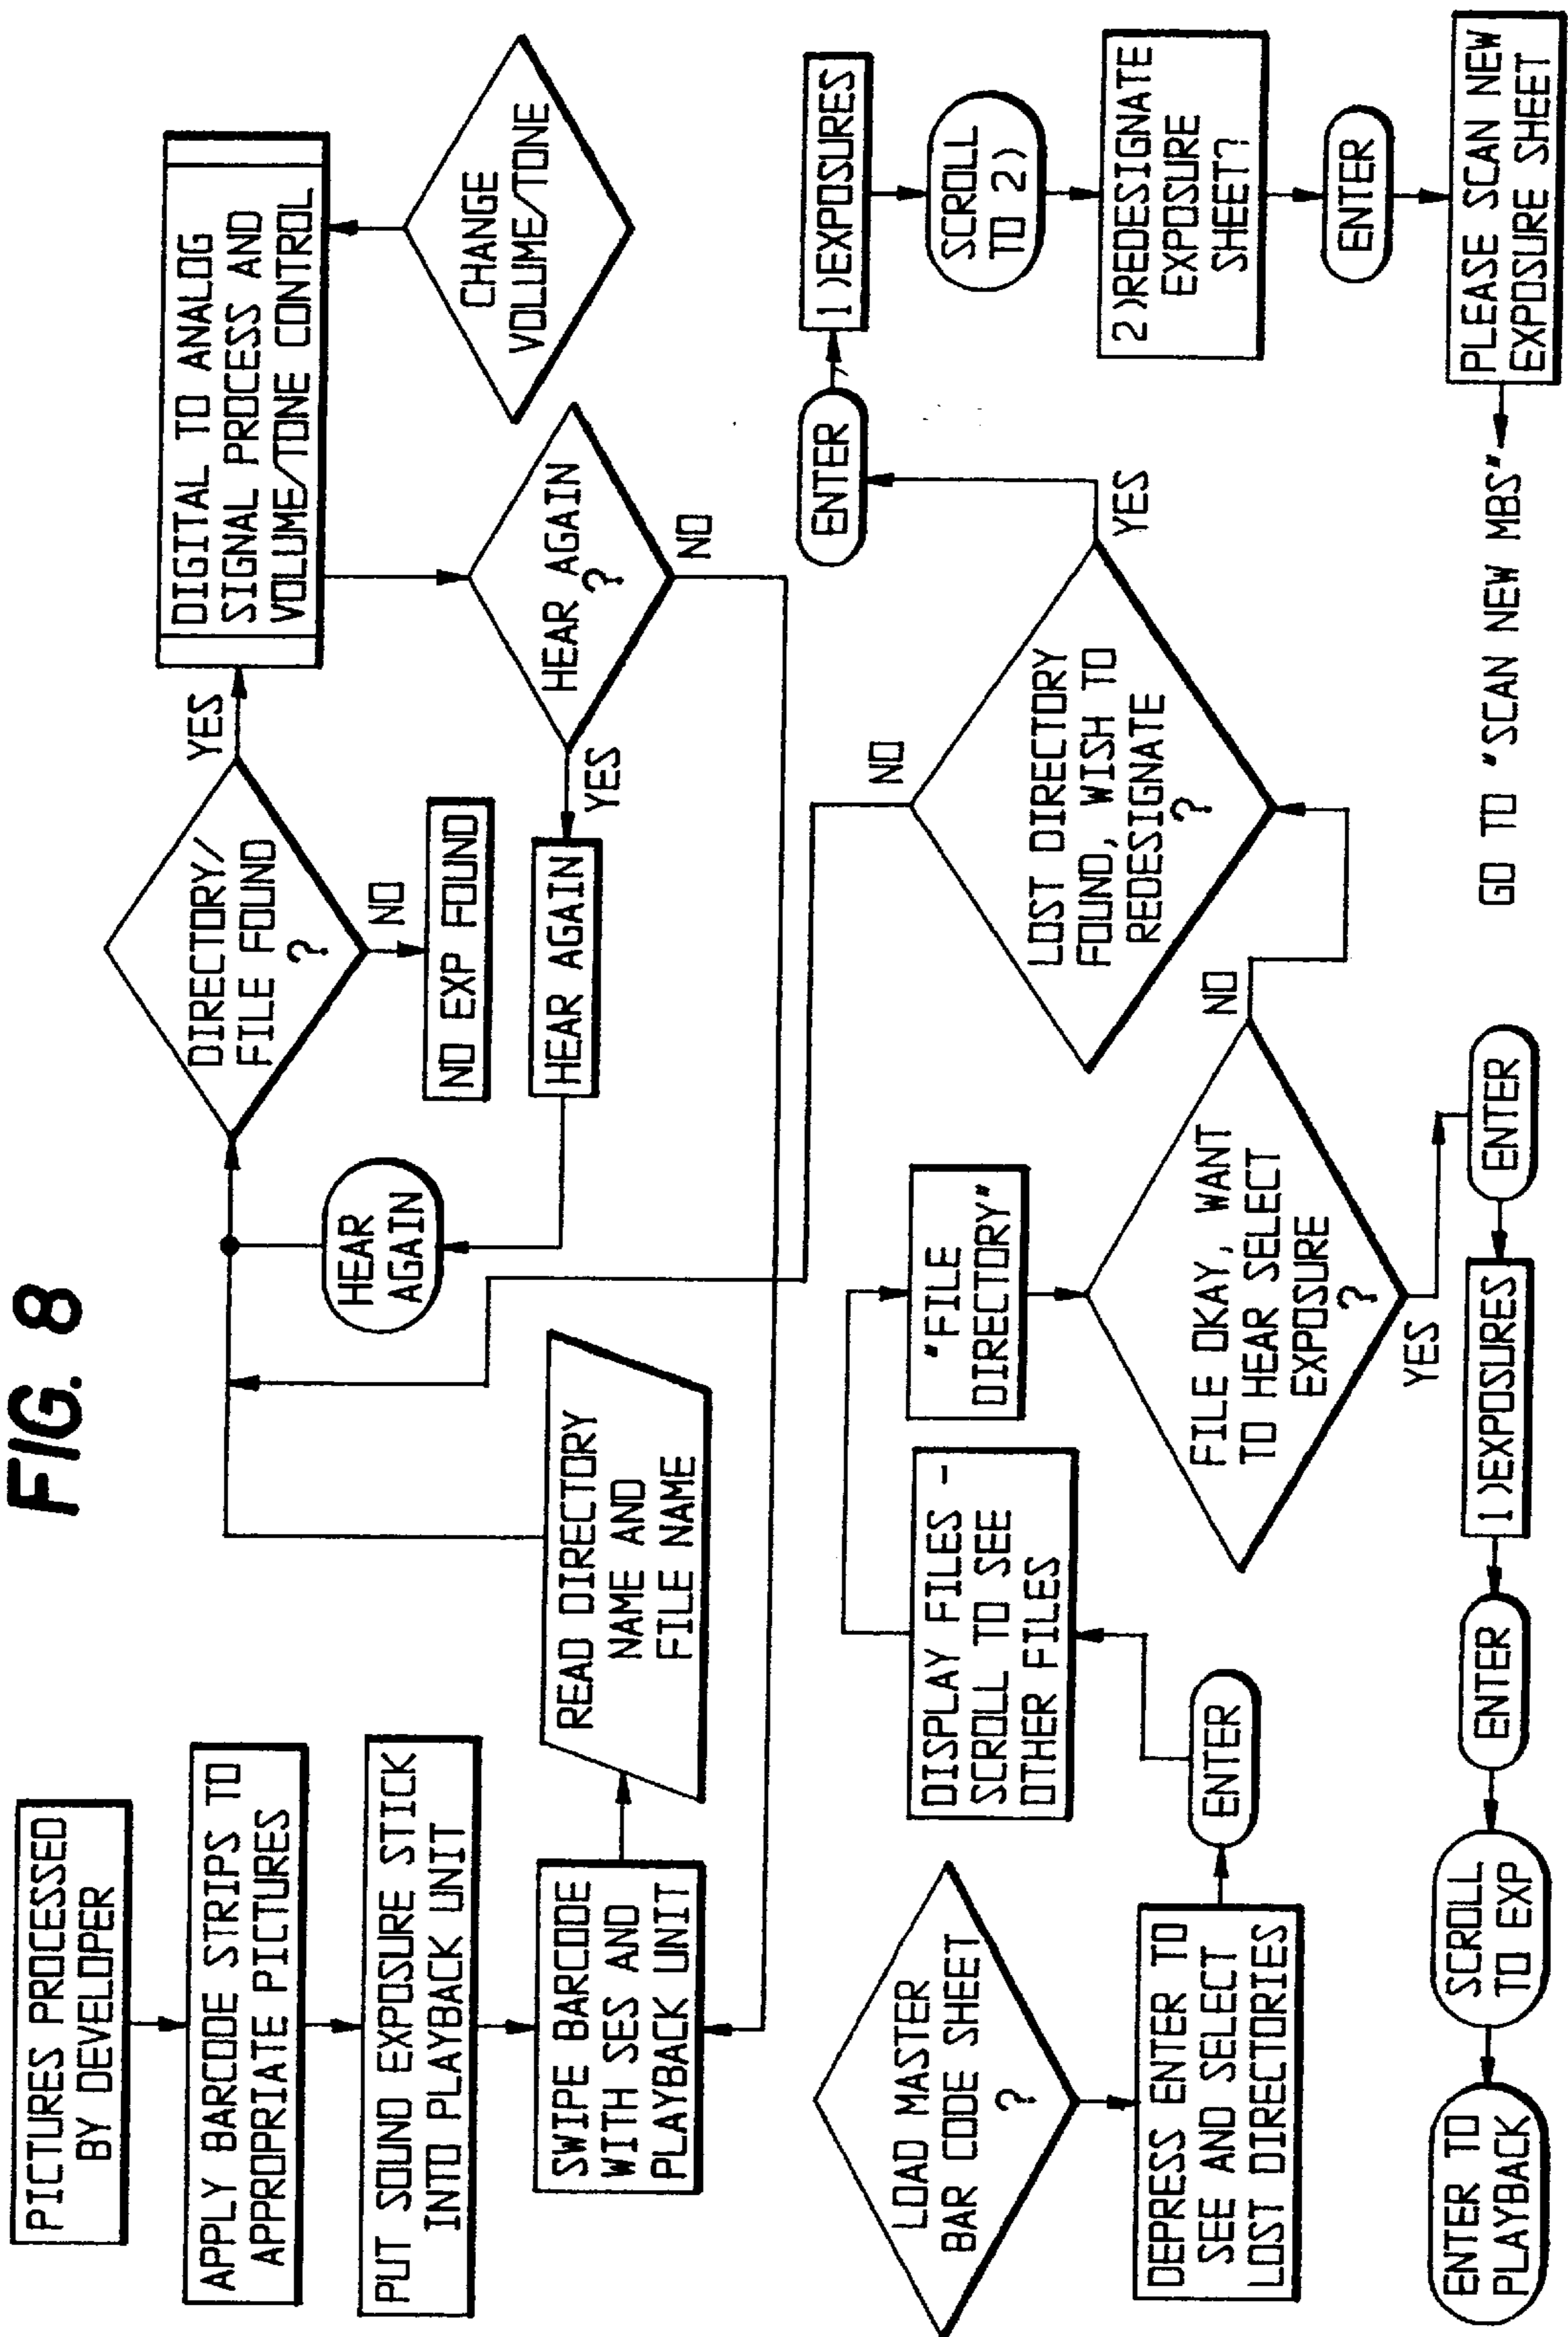 FIG. 8
PICTURES PROCESSED
BY DEVELOPER
APPLY BARCODE STRIPS TO
APPROPRIATE PICTURES
PUT SOUND EXPOSURE STICK
INTO PLAYBACK UNIT
SWIPE BARCODE
WITH SES AND
PLAYBACK UNIT
READ DIRECTORY
NAME AND
FILE NAME
HEAR
AGAIN
DIRECTORY/
FILE FOUND
?
YES
NO
NO EXP FOUND
HEAR AGAIN
DIGITAL TO ANALOG
SIGNAL PROCESS AND
VOLUME/TONE CONTROL
HEAR AGAIN
?
YES
NO
CHANGE
VOLUME/TONE
LOAD MASTER
BAR CODE SHEET
?
DEPRESS ENTER TO
SEE AND SELECT
LOST DIRECTORIES
ENTER
DISPLAY FILES -
SCROLL TO SEE
OTHER FILES
"FILE
DIRECTORY"
FILE OKAY, WANT
TO HEAR SELECT
EXPOSURE
?
YES
NO
ENTER
1)EXPOSURES
ENTER
SCROLL
TO EXP
ENTER TO
PLAYBACK
LOST DIRECTORY
FOUND, WISH TO
REDESIGNATE
?
NO
YES
ENTER
1)EXPOSURES
SCROLL
TO 2)
2)REDESIGNATE
EXPOSURE
SHEET?
ENTER
PLEASE SCAN NEW
EXPOSURE SHEET
GO TO "SCAN NEW MBS"